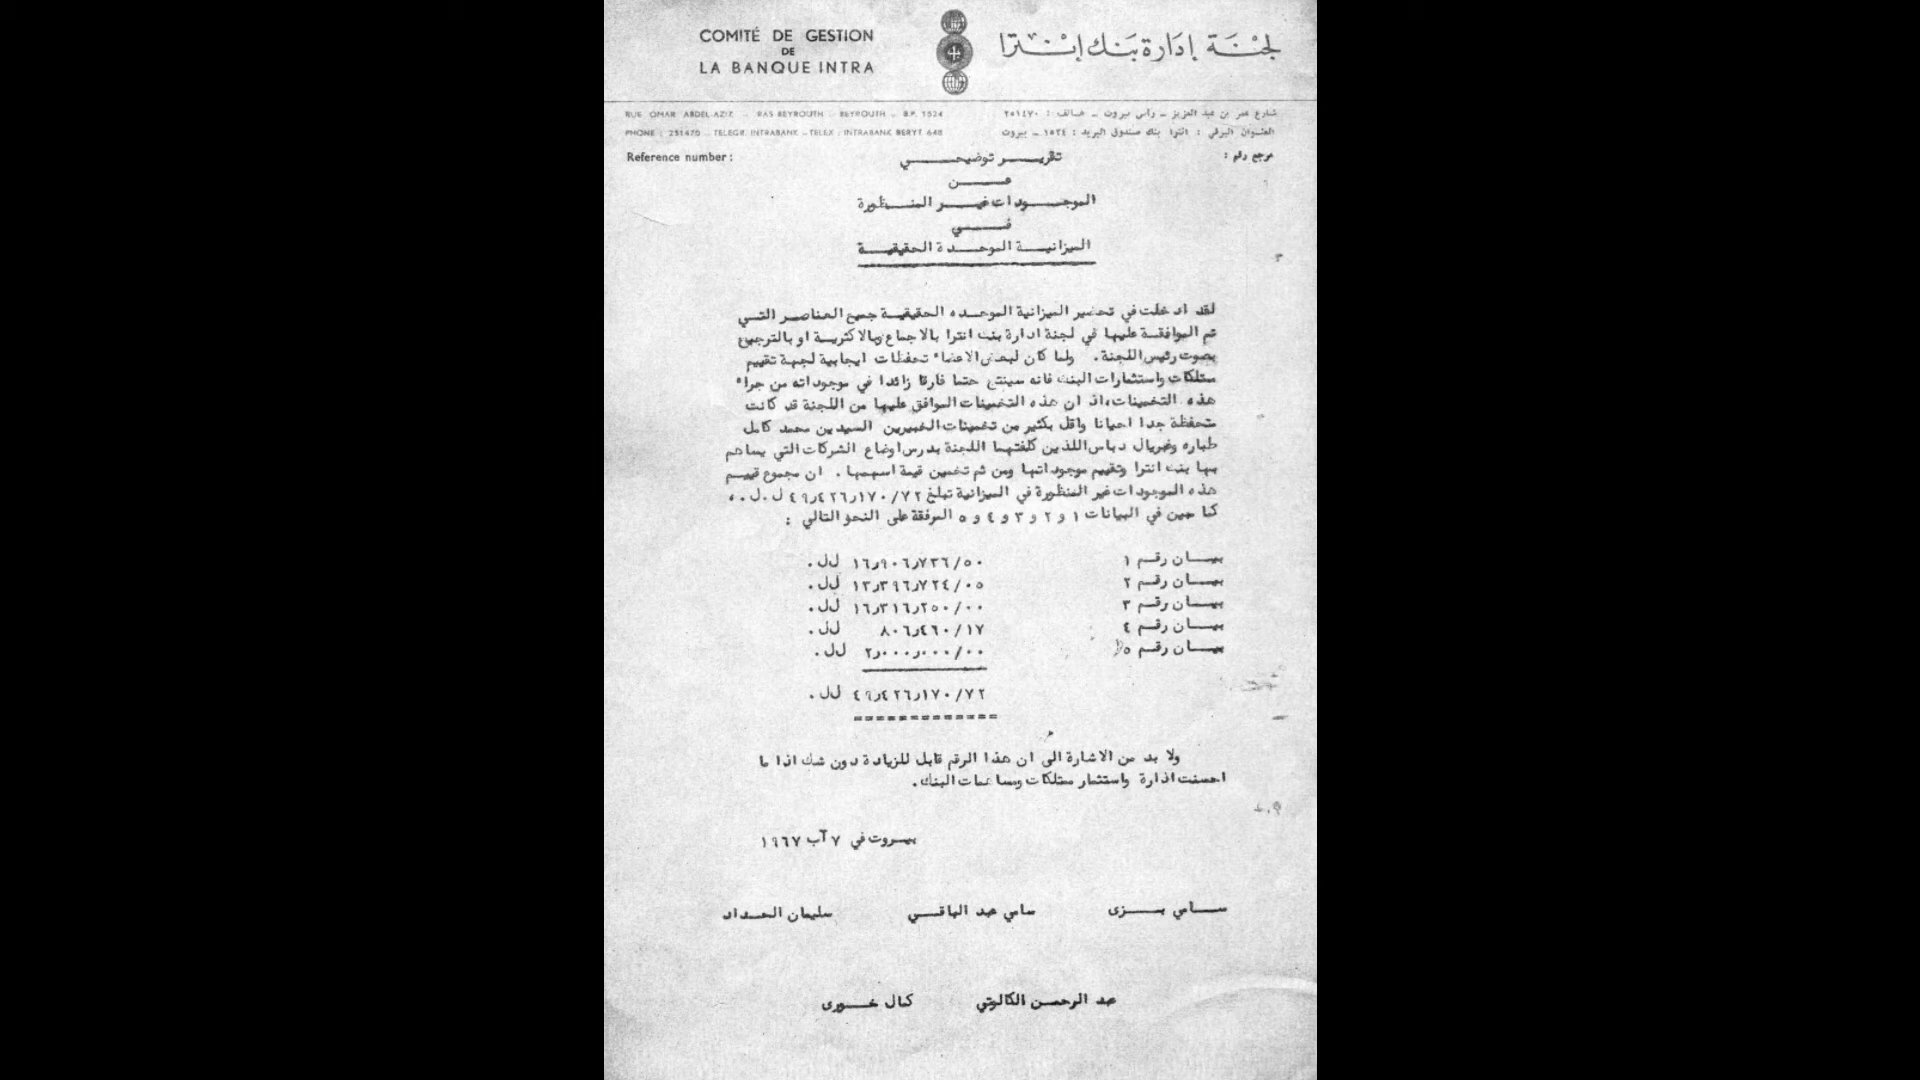 COMITÉ DE GESTION
DE
LA BANQUE INTRA
لجنة إدارة بنك إنترا
RUE OMAR ABDEL-AZIZ - RAS BEYROUTH - BEYROUTH - B.P. 1524
PHONE : 251470 - TELEGR. INTRABANK - TELEX : INTRABANK BERYT 648
شارع عمر بن عبد العزيز ــ رأس بيروت ــ هاتف : ٢٥١٤٧٠
العنوان البرقي : انترا بنك صندوق البريد : ١٥٢٤ ــ بيروت
Reference number :
مرجع رقم :
تقرير توضيحي
عن
الموجودات غير المنظورة
في
الميزانية الموحدة الحقيقية
لقد ادخلت في تحضير الميزانية الموحده الحقيقية جميع العناصر التي
تم الموافقة عليها في لجنة ادارة بنك انترا بالاجماع وبالاكثرية او بالترجيح
بصوت رئيس اللجنة . ولما كان لبعض الاعضاء تحفظات ايجابية لجهة تقييم
ممتلكات واستثمارات البنك فانه سينتج حتما فارقا زائدا في موجوداته من جراء
هذه التخمينات، اذ ان هذه التخمينات الموافق عليها من اللجنة قد كانت
متحفظة جدا احيانا واقل بكثير من تخمينات الخبيرين السيدين محمد كامل
طباره وغبريال دباس اللذين كلفتهما اللجنة بدرس اوضاع الشركات التي يساهم
بها بنك انترا وتقييم موجوداتها ومن ثم تخمين قيمة اسهمها . ان مجموع قييم
هذه الموجودات غير المنظورة في الميزانية تبلغ ٤٩٫٤٢٦٫١٧٠/٧٢ ل.ل.
كما مبين في البيانات ١ و ٢ و ٣ و ٤ و ٥ المرفقة على النحو التالي :
بيان رقم ١ ١٦٫٩٠٦٫٧٣٦/٥٠ ل.ل.
بيان رقم ٢ ١٣٫٣٩٦٫٧٢٤/٠٥ ل.ل.
بيان رقم ٣ ١٦٫٣١٦٫٢٥٠/٠٠ ل.ل.
بيان رقم ٤ ٨٠٦٫٤٦٠/١٧ ل.ل.
بيان رقم ٥ ٢٫٠٠٠٫٠٠٠/٠٠ ل.ل.
٤٩٫٤٢٦٫١٧٠/٧٢ ل.ل.
ولا بد من الاشارة الى ان هذا الرقم قابل للزيادة دون شك اذا ما
احسنت ادارة واستثمار ممتلكات ومساهمات البنك.
بيروت في ٧ آب ١٩٦٧
سامي بزى سامي عبد الباقي سليمان الحداد
عبد الرحمن الكالوتي كمال خورى